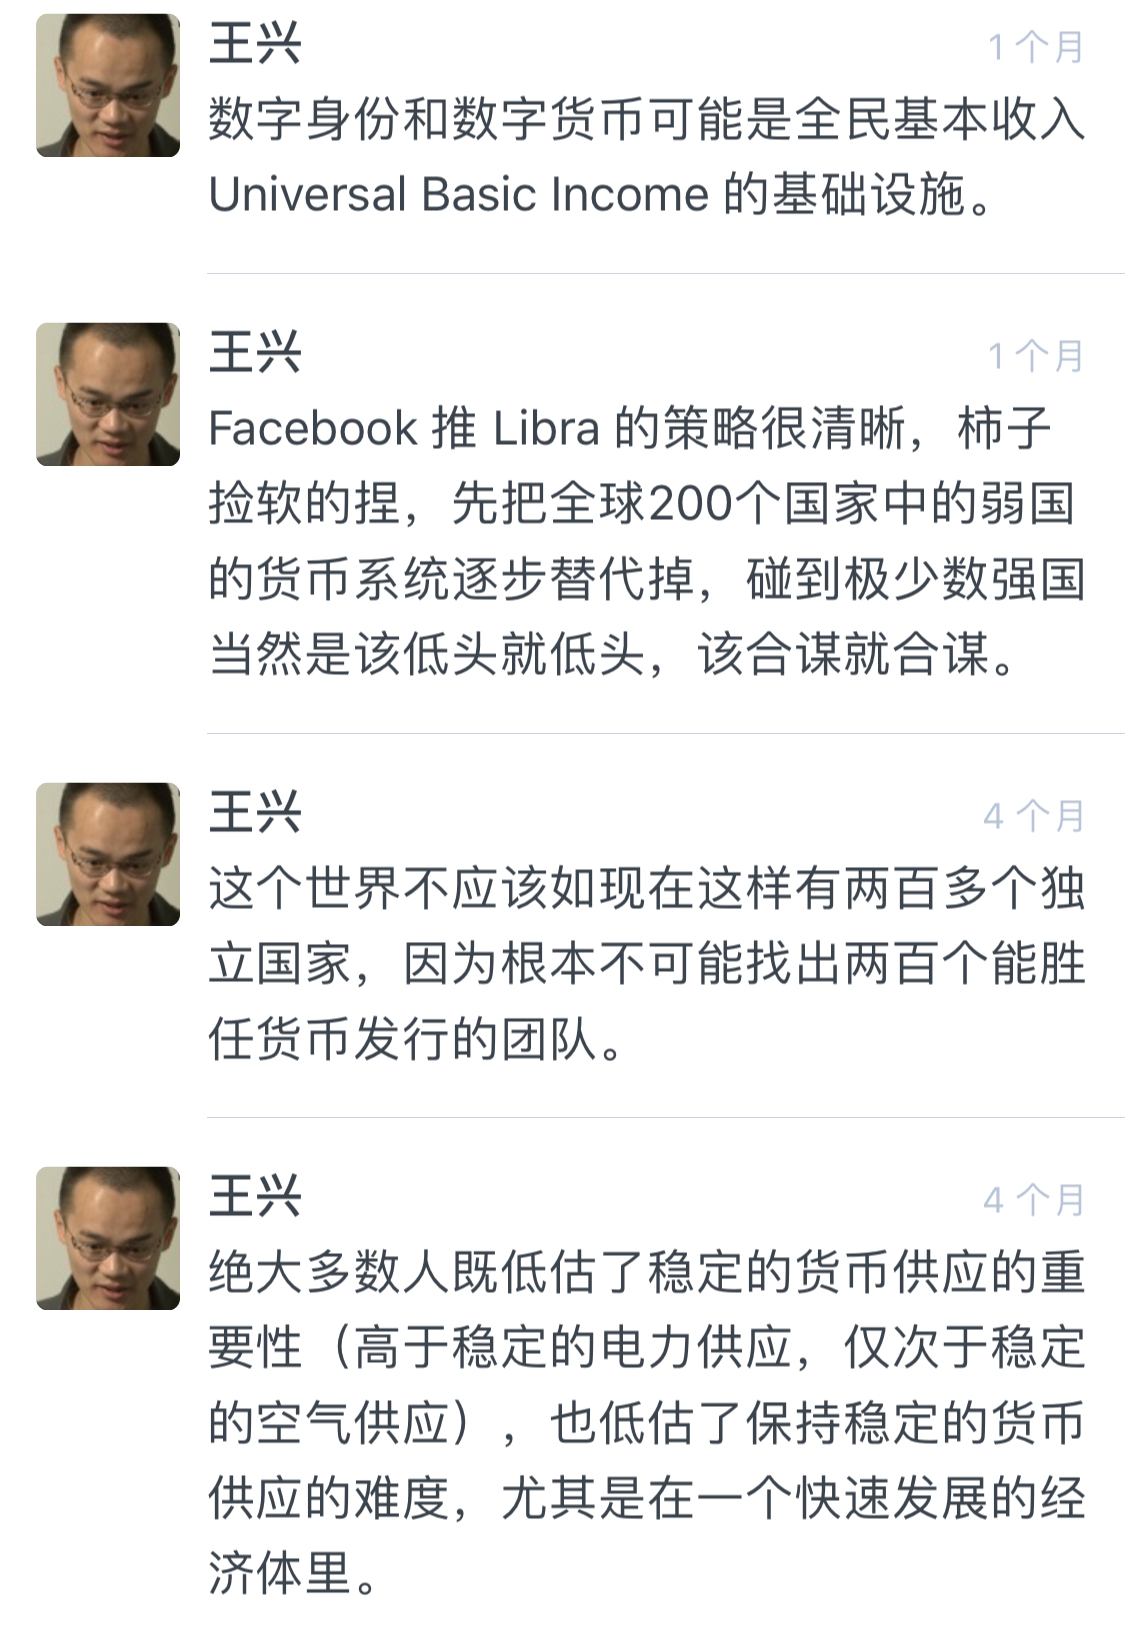 王兴
1 个月
数字身份和数字货币可能是全民基本收入
Universal Basic Income 的基础设施。
王兴
1 个月
Facebook 推 Libra 的策略很清晰，柿子
捡软的捏，先把全球200个国家中的弱国
的货币系统逐步替代掉，碰到极少数强国
当然是该低头就低头，该合谋就合谋。
王兴
4 个月
这个世界不应该如现在这样有两百多个独
立国家，因为根本不可能找出两百个能胜
任货币发行的团队。
王兴
4 个月
绝大多数人既低估了稳定的货币供应的重
要性（高于稳定的电力供应，仅次于稳定
的空气供应），也低估了保持稳定的货币
供应的难度，尤其是在一个快速发展的经
济体里。